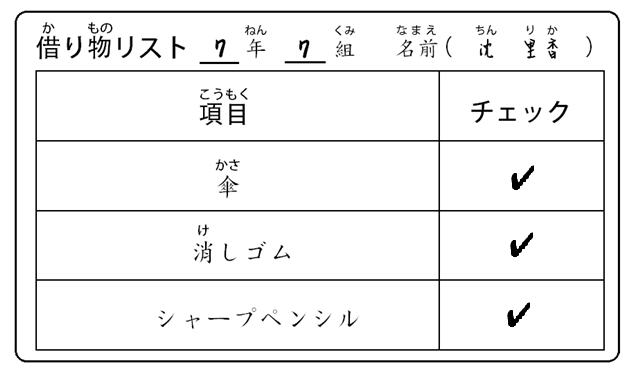 借り物リスト 7年 7組 名前( 沈 里香 )
項目 チェック
傘 ✓
消しゴム ✓
シャープペンシル ✓